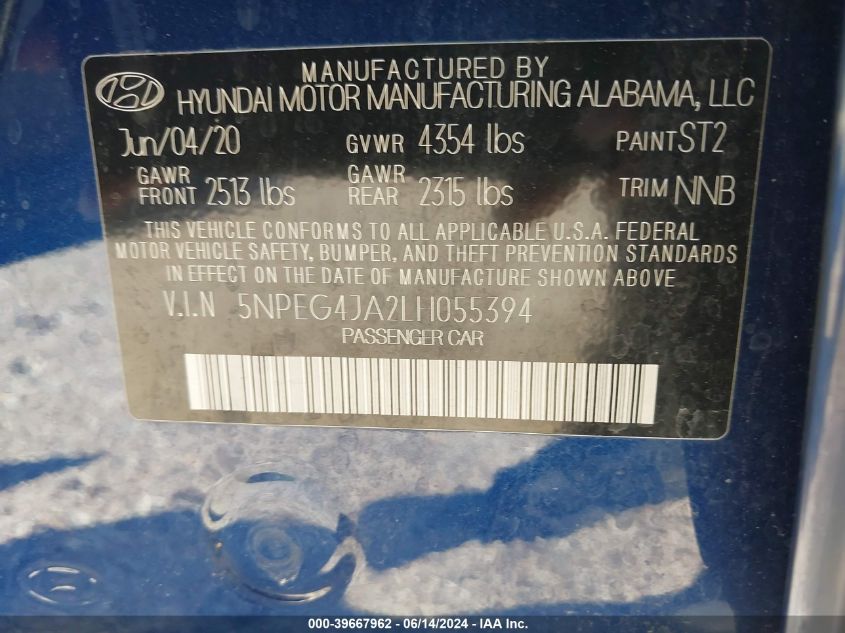 MANUFACTURED BY
HYUNDAI MOTOR MANUFACTURING ALABAMA, LLC
Jun/04/20 GVWR 4354 lbs PAINT ST2
GAWR FRONT 2513 lbs GAWR REAR 2315 lbs TRIM NNB
THIS VEHICLE CONFORMS TO ALL APPLICABLE U.S.A. FEDERAL
MOTOR VEHICLE SAFETY, BUMPER, AND THEFT PREVENTION STANDARDS
IN EFFECT ON THE DATE OF MANUFACTURE SHOWN ABOVE
V.I.N 5NPEG4JA2LH055394
PASSENGER CAR
000-39667962 - 06/14/2024 - IAA Inc.